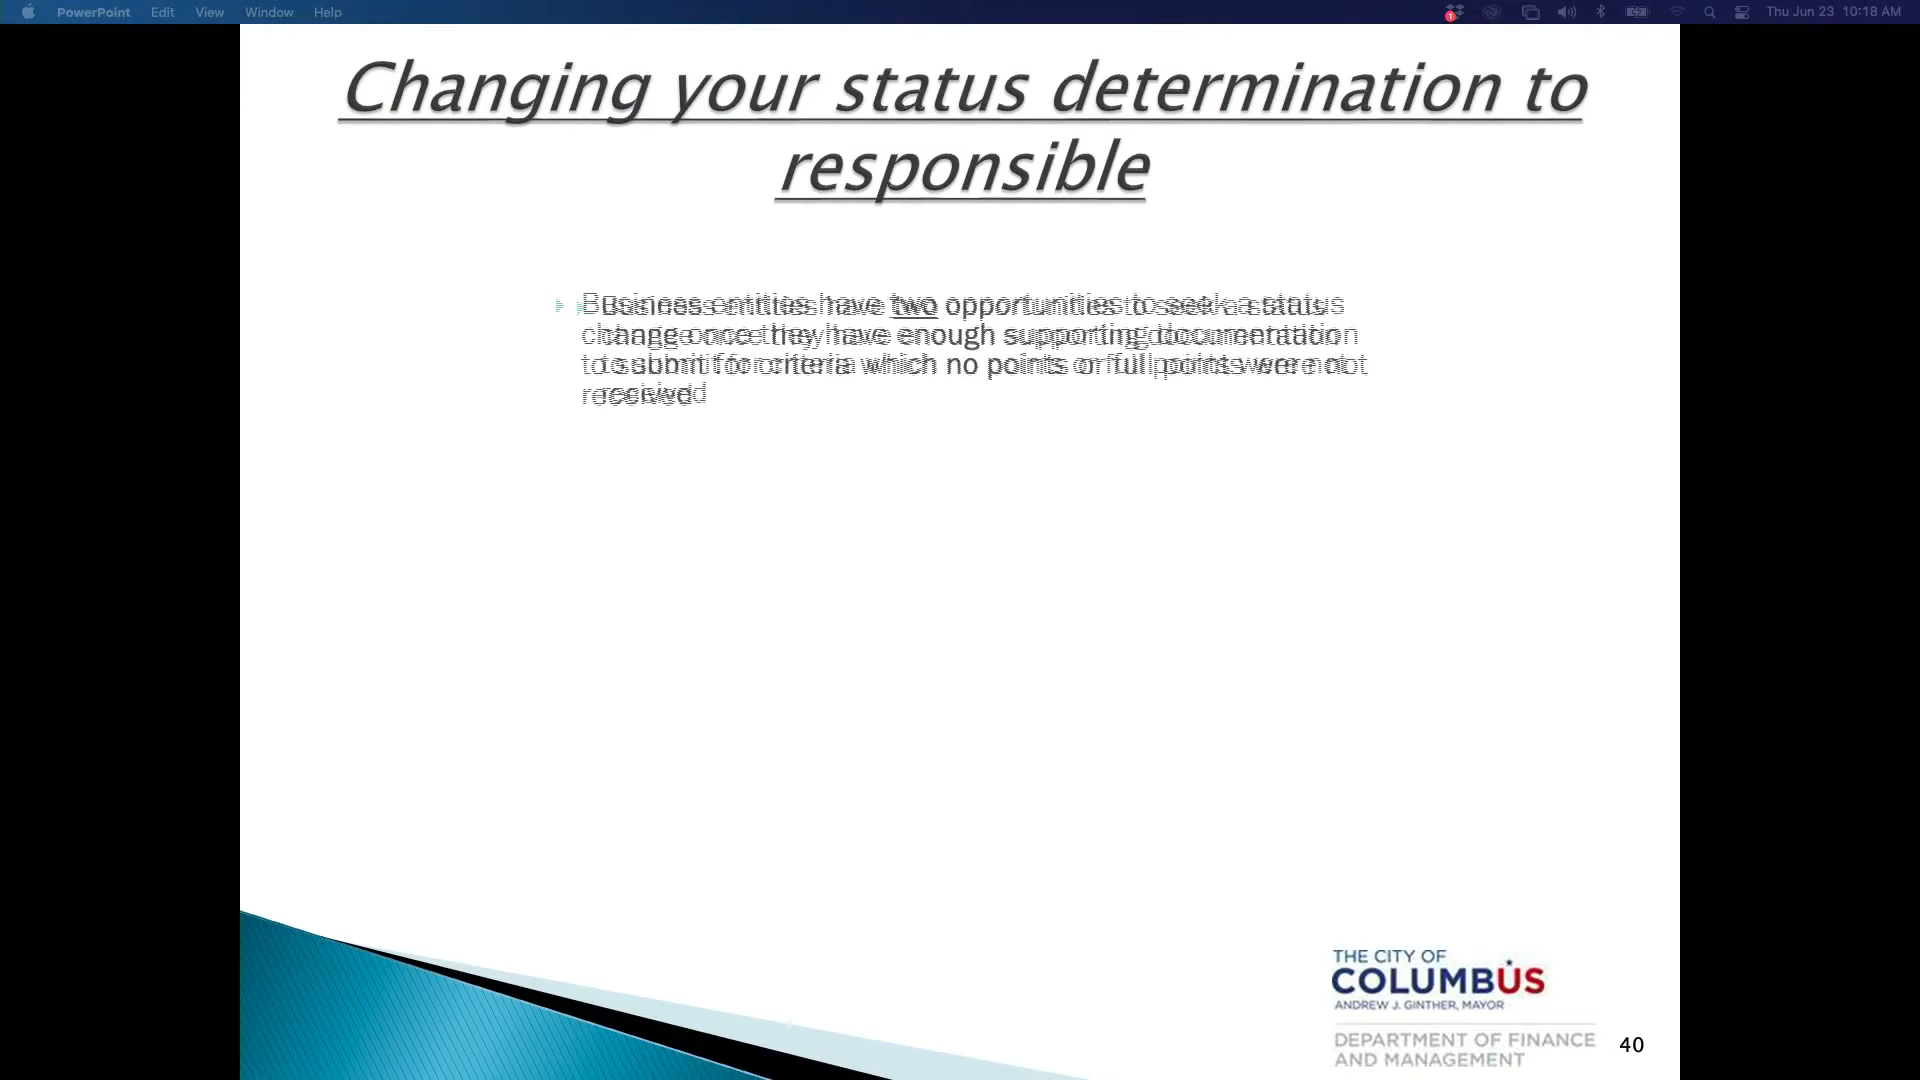 PowerPoint Edit View Window Help
1
Thu Jun 23 10:18 AM
Changing your status determination to
responsible
Business entities have two opportunities to seek a status
change once they have enough supporting documentation
to submit for criteria which no points or full points were not
received
THE CITY OF
COLUMBUS
ANDREW J. GINTHER, MAYOR
DEPARTMENT OF FINANCE
AND MANAGEMENT
40